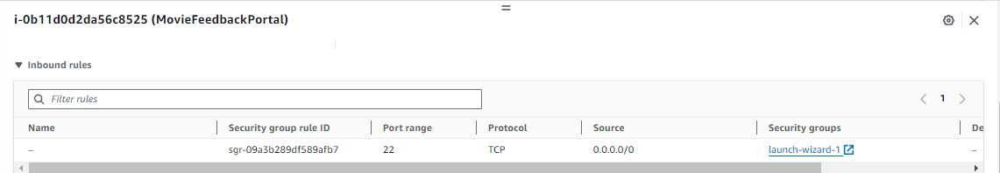 i-0b11d0d2da56c8525 (MovieFeedbackPortal)
Inbound rules
Filter rules
1
Name Security group rule ID Port range Protocol Source Security groups De
– sgr-09a3b289df589afb7 22 TCP 0.0.0.0/0 launch-wizard-1 –